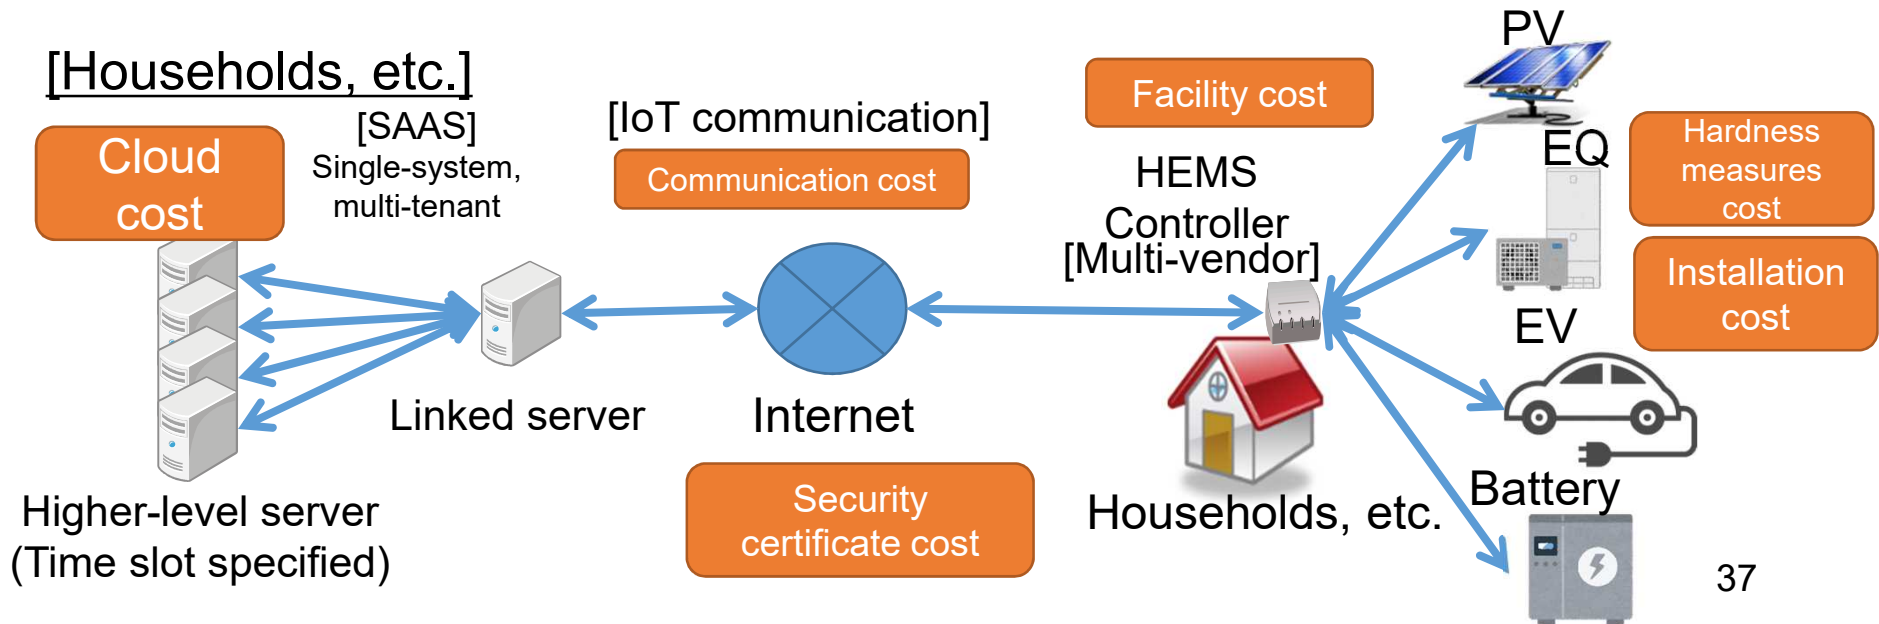 [Households, etc.]
Cloud
cost
[SAAS]
Single-system,
multi-tenant
[IoT communication]
Communication cost
Facility cost
HEMS
Controller
[Multi-vendor]
PV
EQ
Hardness
measures
cost
Installation
cost
EV
Linked server
Internet
Higher-level server
(Time slot specified)
Security
certificate cost
Households, etc.
Battery
37